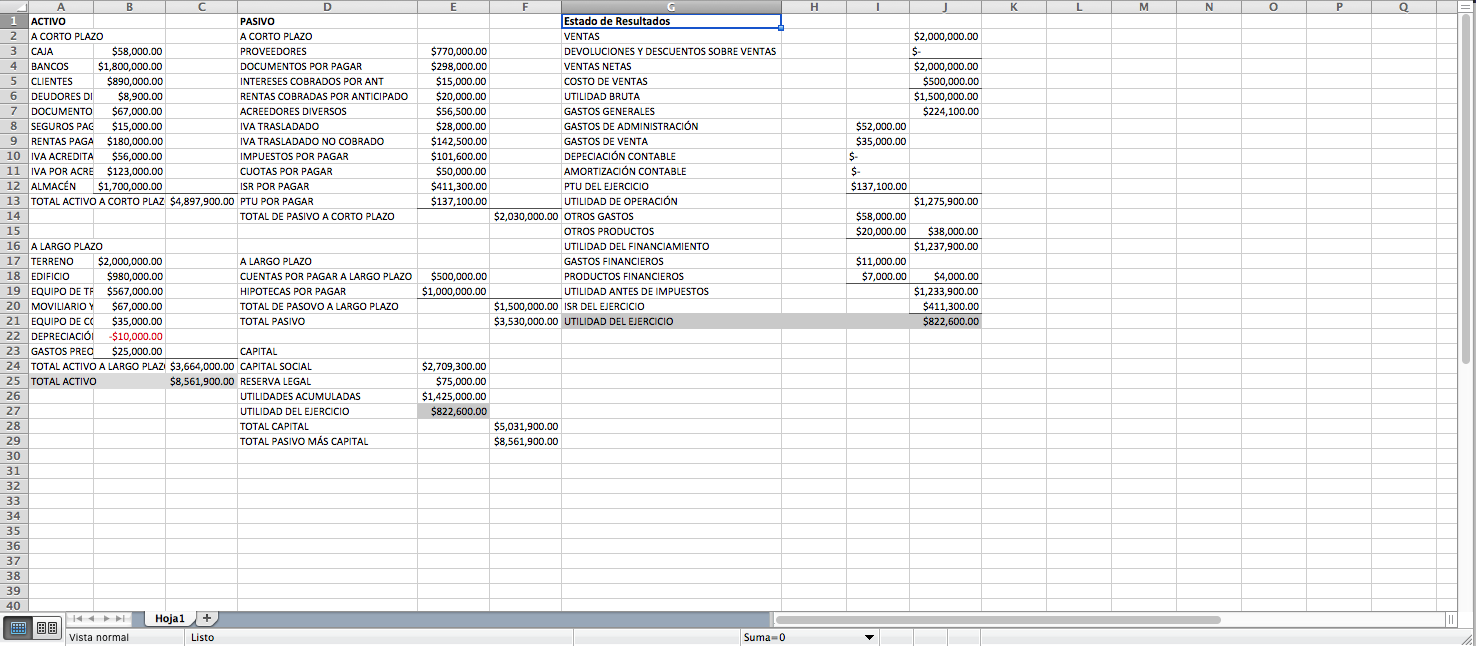 A B C D E F G H I J K L M N O P Q
1 ACTIVO PASIVO Estado de Resultados
2 A CORTO PLAZO A CORTO PLAZO VENTAS $2,000,000.00
3 CAJA $58,000.00 PROVEEDORES $770,000.00 DEVOLUCIONES Y DESCUENTOS SOBRE VENTAS $-
4 BANCOS $1,800,000.00 DOCUMENTOS POR PAGAR $298,000.00 VENTAS NETAS $2,000,000.00
5 CLIENTES $890,000.00 INTERESES COBRADOS POR ANT $15,000.00 COSTO DE VENTAS $500,000.00
6 DEUDORES DI $8,900.00 RENTAS COBRADAS POR ANTICIPADO $20,000.00 UTILIDAD BRUTA $1,500,000.00
7 DOCUMENTO $67,000.00 ACREEDORES DIVERSOS $56,500.00 GASTOS GENERALES $224,100.00
8 SEGUROS PAG $15,000.00 IVA TRASLADADO $28,000.00 GASTOS DE ADMINISTRACIÓN $52,000.00
9 RENTAS PAGA $180,000.00 IVA TRASLADADO NO COBRADO $142,500.00 GASTOS DE VENTA $35,000.00
10 IVA ACREDITA $56,000.00 IMPUESTOS POR PAGAR $101,600.00 DEPECIACIÓN CONTABLE $-
11 IVA POR ACRE $123,000.00 CUOTAS POR PAGAR $50,000.00 AMORTIZACIÓN CONTABLE $-
12 ALMACÉN $1,700,000.00 ISR POR PAGAR $411,300.00 PTU DEL EJERCICIO $137,100.00
13 TOTAL ACTIVO A CORTO PLAZ $4,897,900.00 PTU POR PAGAR $137,100.00 UTILIDAD DE OPERACIÓN $1,275,900.00
14 TOTAL DE PASIVO A CORTO PLAZO $2,030,000.00 OTROS GASTOS $58,000.00
15 OTROS PRODUCTOS $20,000.00 $38,000.00
16 A LARGO PLAZO UTILIDAD DEL FINANCIAMIENTO $1,237,900.00
17 TERRENO $2,000,000.00 A LARGO PLAZO GASTOS FINANCIEROS $11,000.00
18 EDIFICIO $980,000.00 CUENTAS POR PAGAR A LARGO PLAZO $500,000.00 PRODUCTOS FINANCIEROS $7,000.00 $4,000.00
19 EQUIPO DE TR $567,000.00 HIPOTECAS POR PAGAR $1,000,000.00 UTILIDAD ANTES DE IMPUESTOS $1,233,900.00
20 MOVILIARIO Y $67,000.00 TOTAL DE PASOVO A LARGO PLAZO $1,500,000.00 ISR DEL EJERCICIO $411,300.00
21 EQUIPO DE CO $35,000.00 TOTAL PASIVO $3,530,000.00 UTILIDAD DEL EJERCICIO $822,600.00
22 DEPRECIACIÓI -$10,000.00
23 GASTOS PREO $25,000.00 CAPITAL
24 TOTAL ACTIVO A LARGO PLAZ $3,664,000.00 CAPITAL SOCIAL $2,709,300.00
25 TOTAL ACTIVO $8,561,900.00 RESERVA LEGAL $75,000.00
26 UTILIDADES ACUMULADAS $1,425,000.00
27 UTILIDAD DEL EJERCICIO $822,600.00
28 TOTAL CAPITAL $5,031,900.00
29 TOTAL PASIVO MÁS CAPITAL $8,561,900.00
30
31
32
33
34
35
36
37
38
39
40
Hoja1 +
Vista normal Listo Suma=0